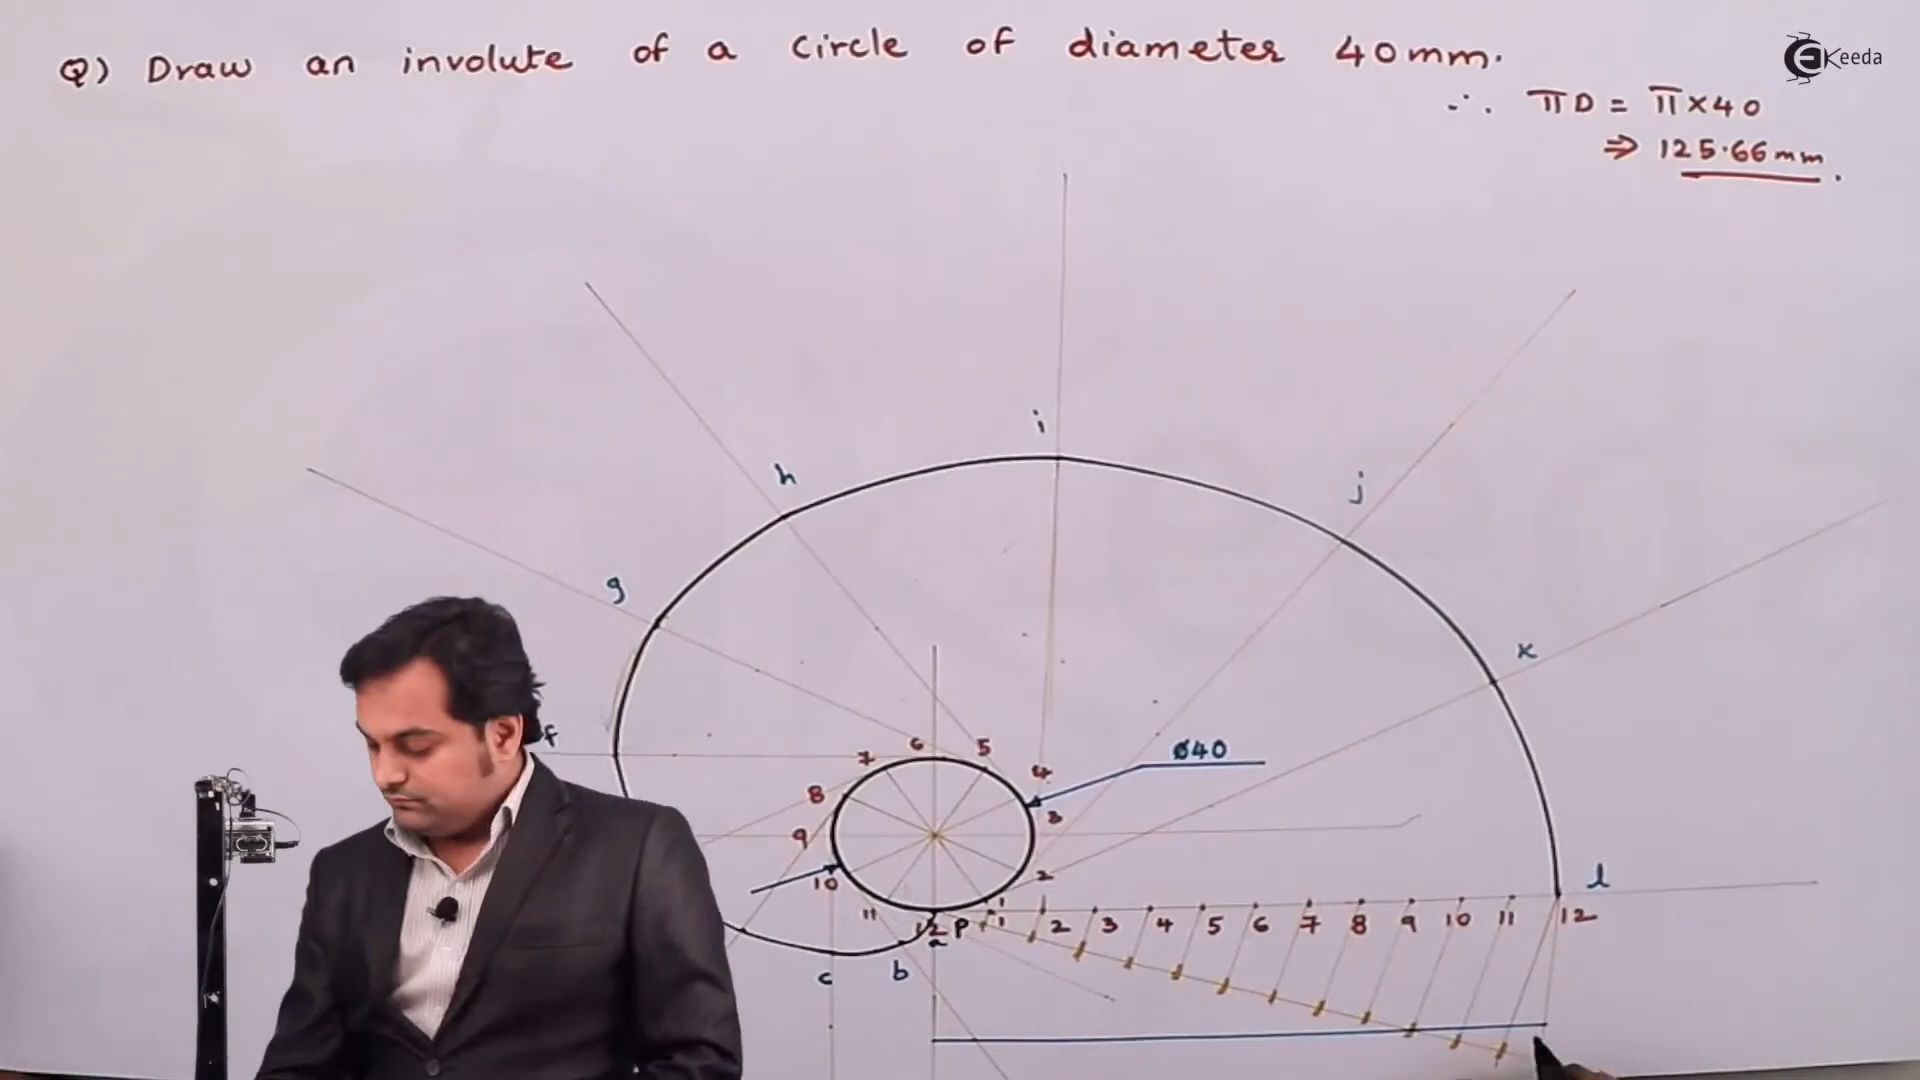 Q) Draw an involute of a circle of diameter 40mm.
Keeda
∴ πD = π×40
⇒ 125.66mm.
i
h
j
g
k
f
6 5
7 4
Ø40
8
3
9
10 2
l
11 12 P 1 1 2 3 4 5 6 7 8 9 10 11 12
a
c b